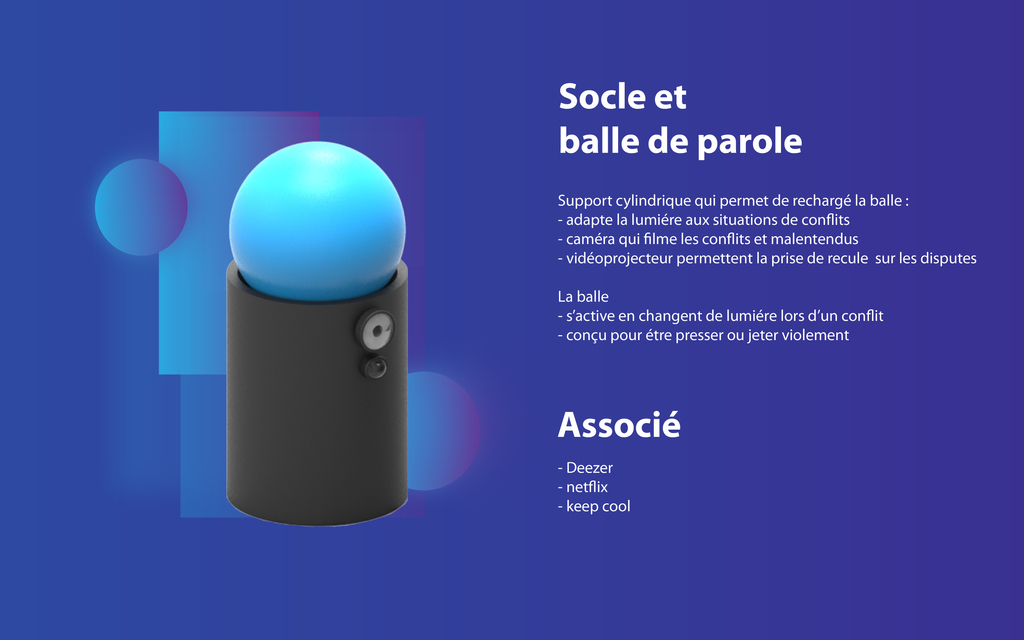 Socle et
balle de parole
Support cylindrique qui permet de rechargé la balle :
- adapte la lumiére aux situations de conflits
- caméra qui filme les conflits et malentendus
- vidéoprojecteur permettent la prise de recule  sur les disputes
La balle
- s’active en changent de lumiére lors d’un conflit
- conçu pour étre presser ou jeter violement
Associé
- Deezer
- netflix
- keep cool